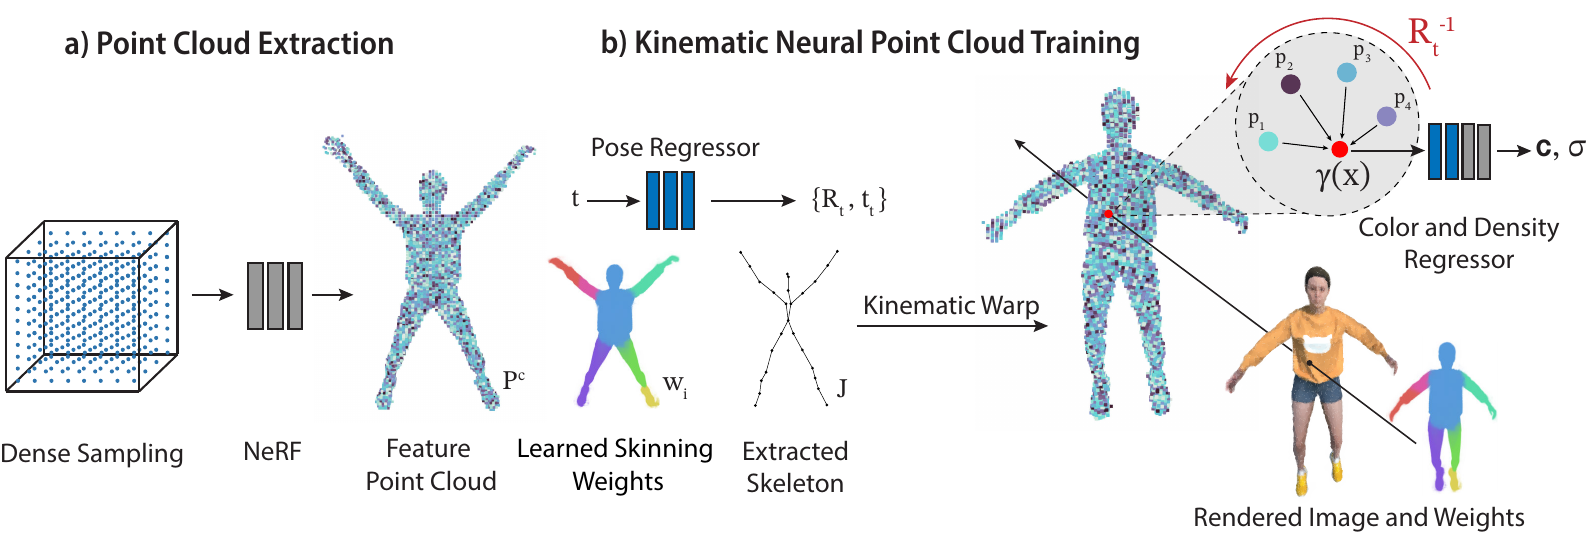 a) Point Cloud Extraction
b) Kinematic Neural Point Cloud Training
R_t^-1
p_1
p_2
p_3
p_4
γ(x)
c, σ
Color and Density
Regressor
Pose Regressor
t
{R_t, t_t}
P^c
w_i
J
Kinematic Warp
Dense Sampling
NeRF
Feature
Point Cloud
Learned Skinning
Weights
Extracted
Skeleton
Rendered Image and Weights